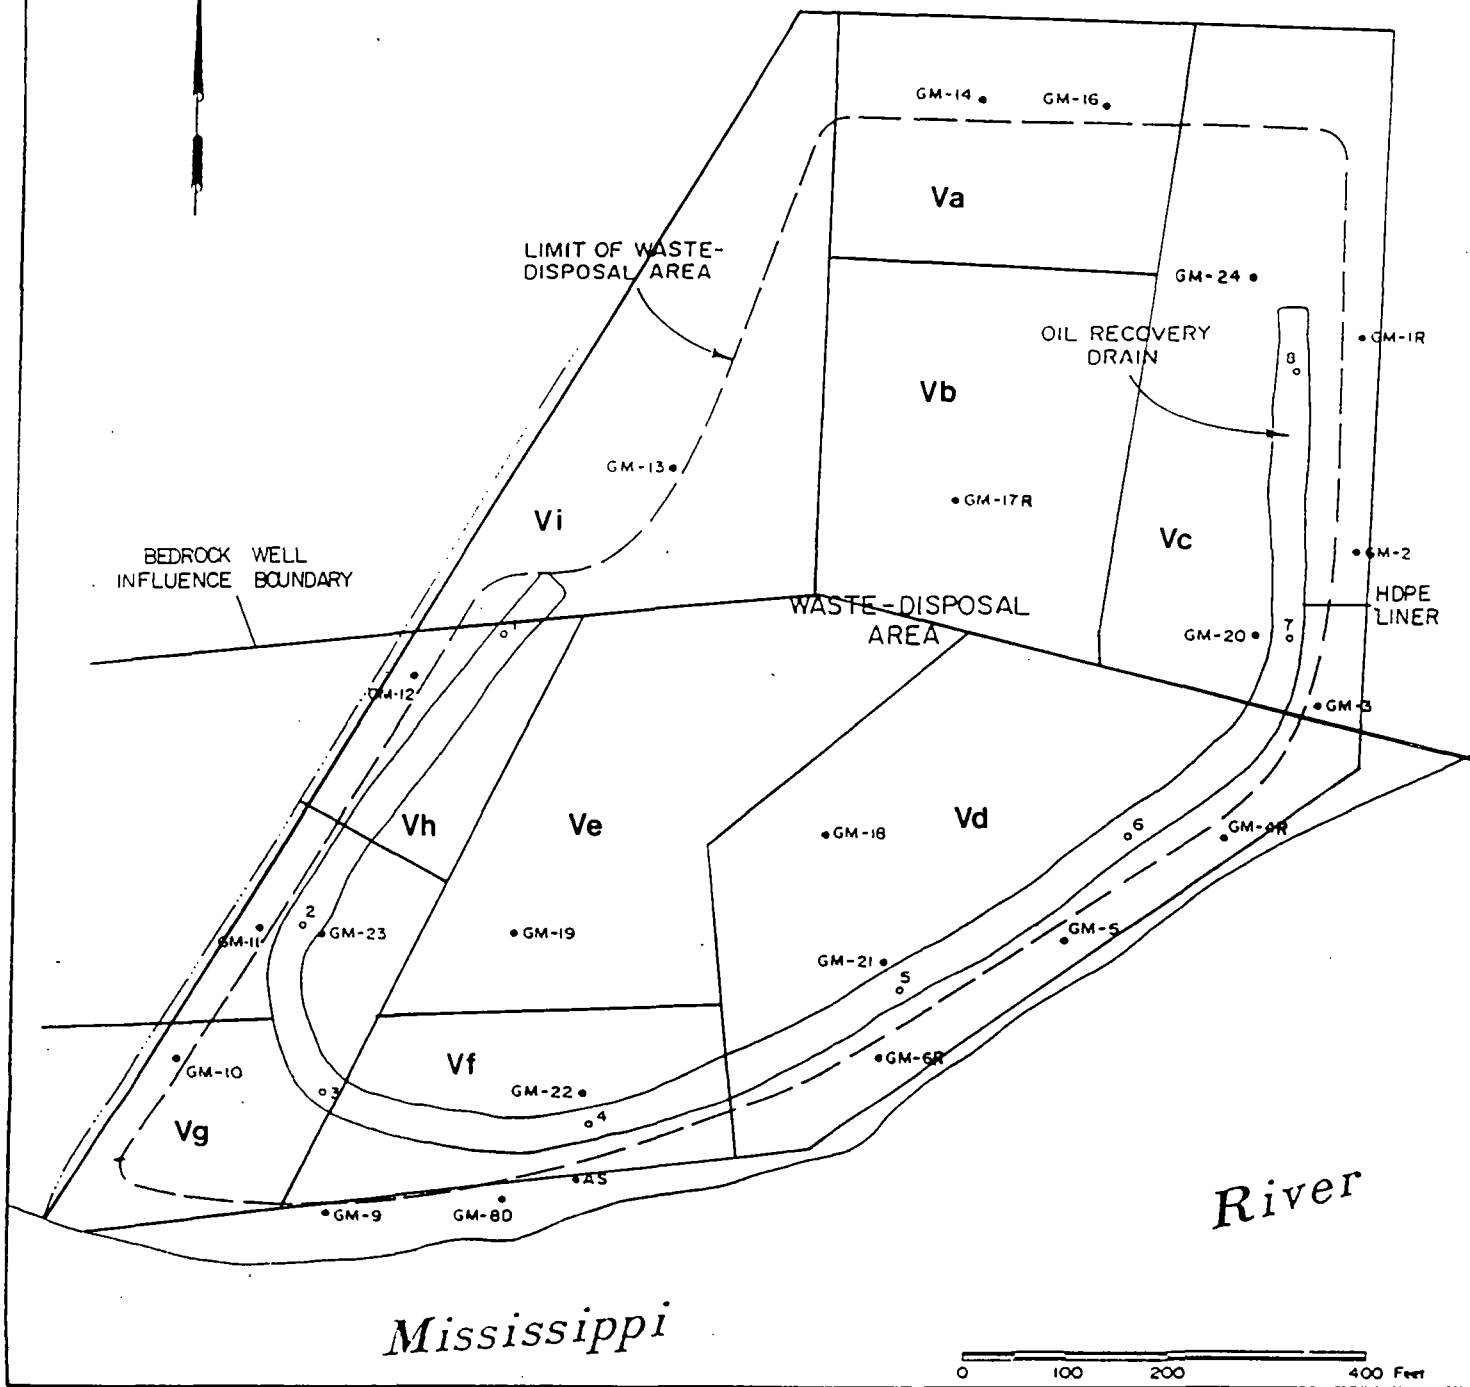 GM-14
GM-16
Va
LIMIT OF WASTE-
DISPOSAL AREA
GM-24
OIL RECOVERY
DRAIN
GM-1R
8
Vb
GM-13
GM-17R
Vi
Vc
BEDROCK WELL
INFLUENCE BOUNDARY
GM-2
WASTE-DISPOSAL
AREA
HDPE
LINER
1
GM-20
7
GM-12
GM-3
Vh
Ve
GM-18
Vd
6
GM-4R
2
GM-11
GM-23
GM-19
GM-5
GM-21
5
GM-10
Vf
GM-6R
3
GM-22
4
Vg
AS
GM-9
GM-8D
River
Mississippi
0 100 200 400 Feet